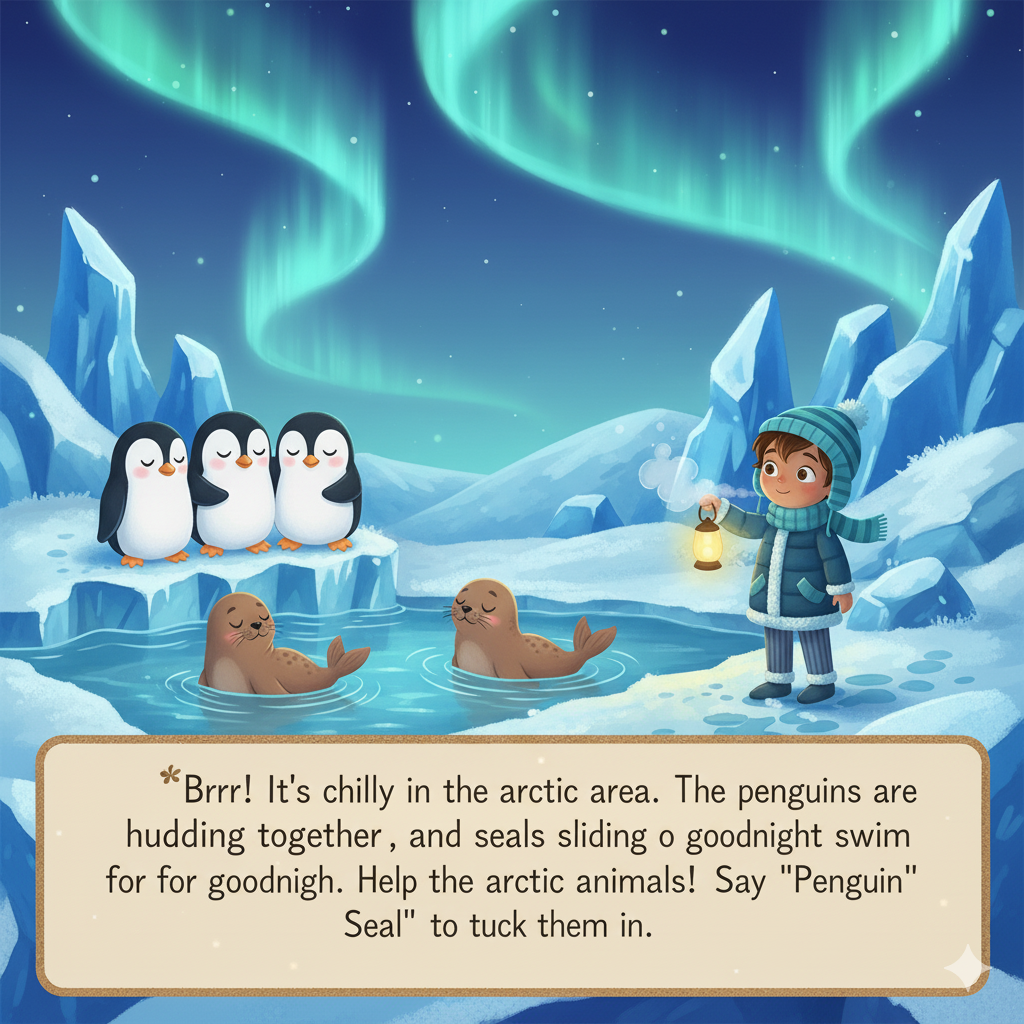 *Brrr! It's chilly in the arctic area. The penguins are
hudding together, and seals sliding o goodnight swim
for for goodnigh. Help the arctic animals! Say "Penguin"
Seal" to tuck them in.